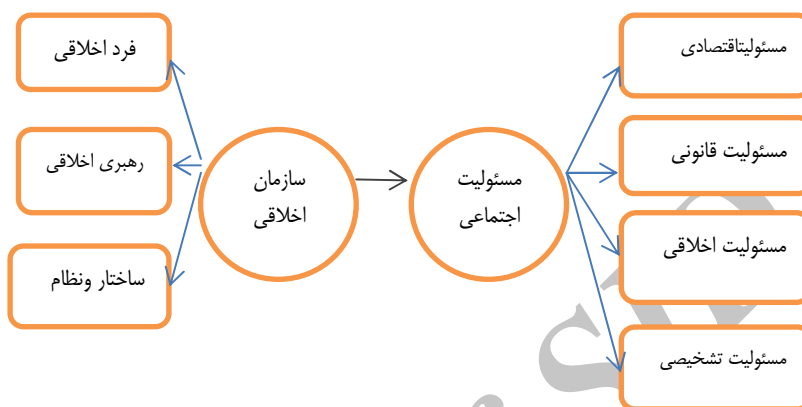 مسئولیتاقتصادی
مسئولیت قانونی
مسئولیت اخلاقی
مسئولیت تشخیصی
مسئولیت
اجتماعی
سازمان
اخلاقی
فرد اخلاقی
رهبری اخلاقی
ساختار ونظام